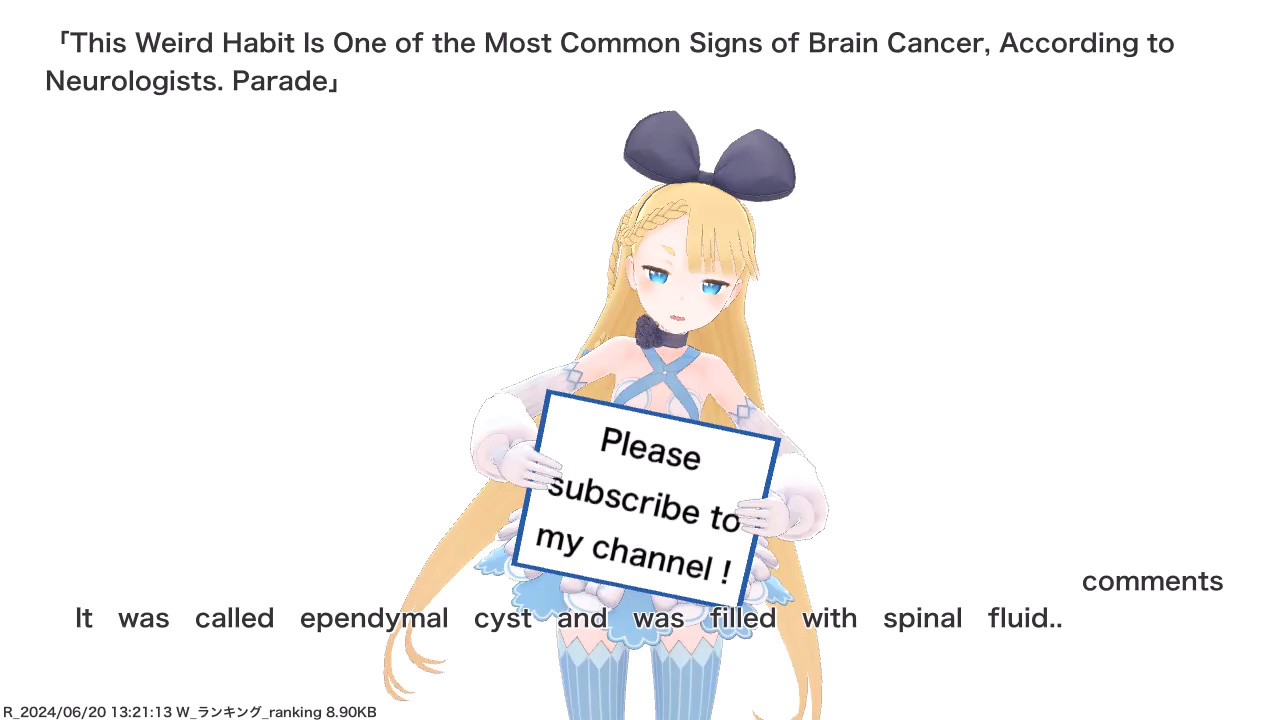 「This Weird Habit Is One of the Most Common Signs of Brain Cancer, According to
Neurologists. Parade」
Please
subscribe to
my channel !
comments
It was called ependymal cyst and was filled with spinal fluid..
R_2024/06/20 13:21:13 W_ランキング_ranking 8.90KB